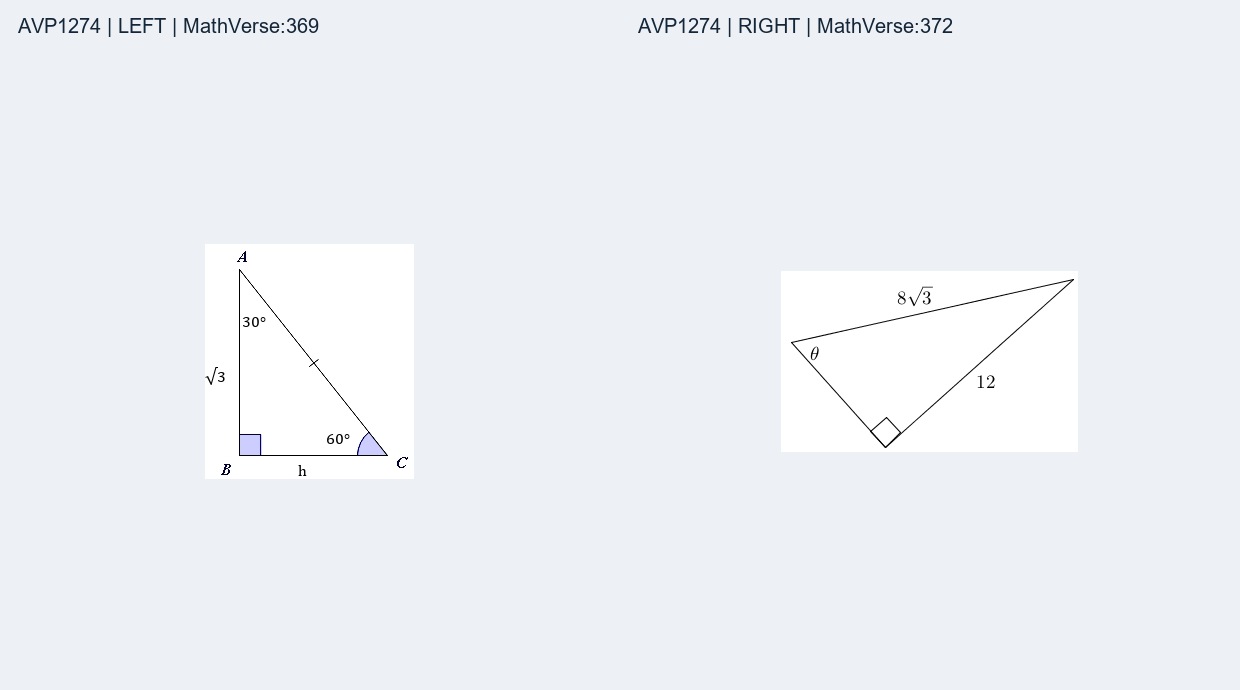 AVP1274 | LEFT | MathVerse:369
A
30°
√3
60°
B
h
C
AVP1274 | RIGHT | MathVerse:372
8√3
θ
12